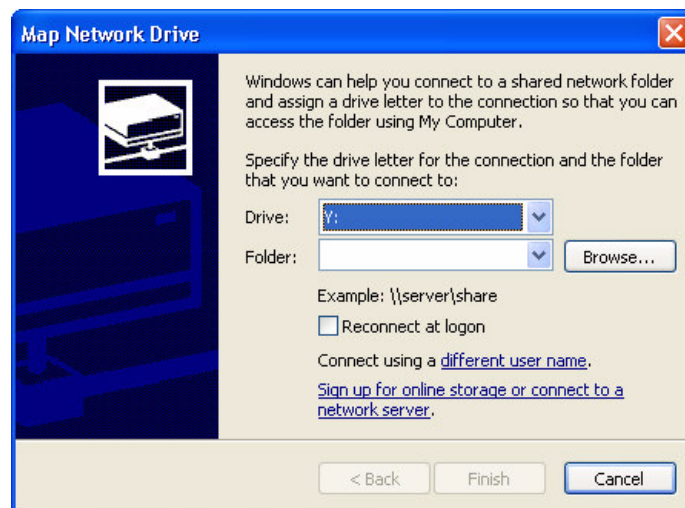 Map Network Drive
Windows can help you connect to a shared network folder
and assign a drive letter to the connection so that you can
access the folder using My Computer.
Specify the drive letter for the connection and the folder
that you want to connect to:
Drive: Y:
Folder: Browse...
Example: \\server\share
Reconnect at logon
Connect using a different user name.
Sign up for online storage or connect to a
network server.
< Back Finish Cancel